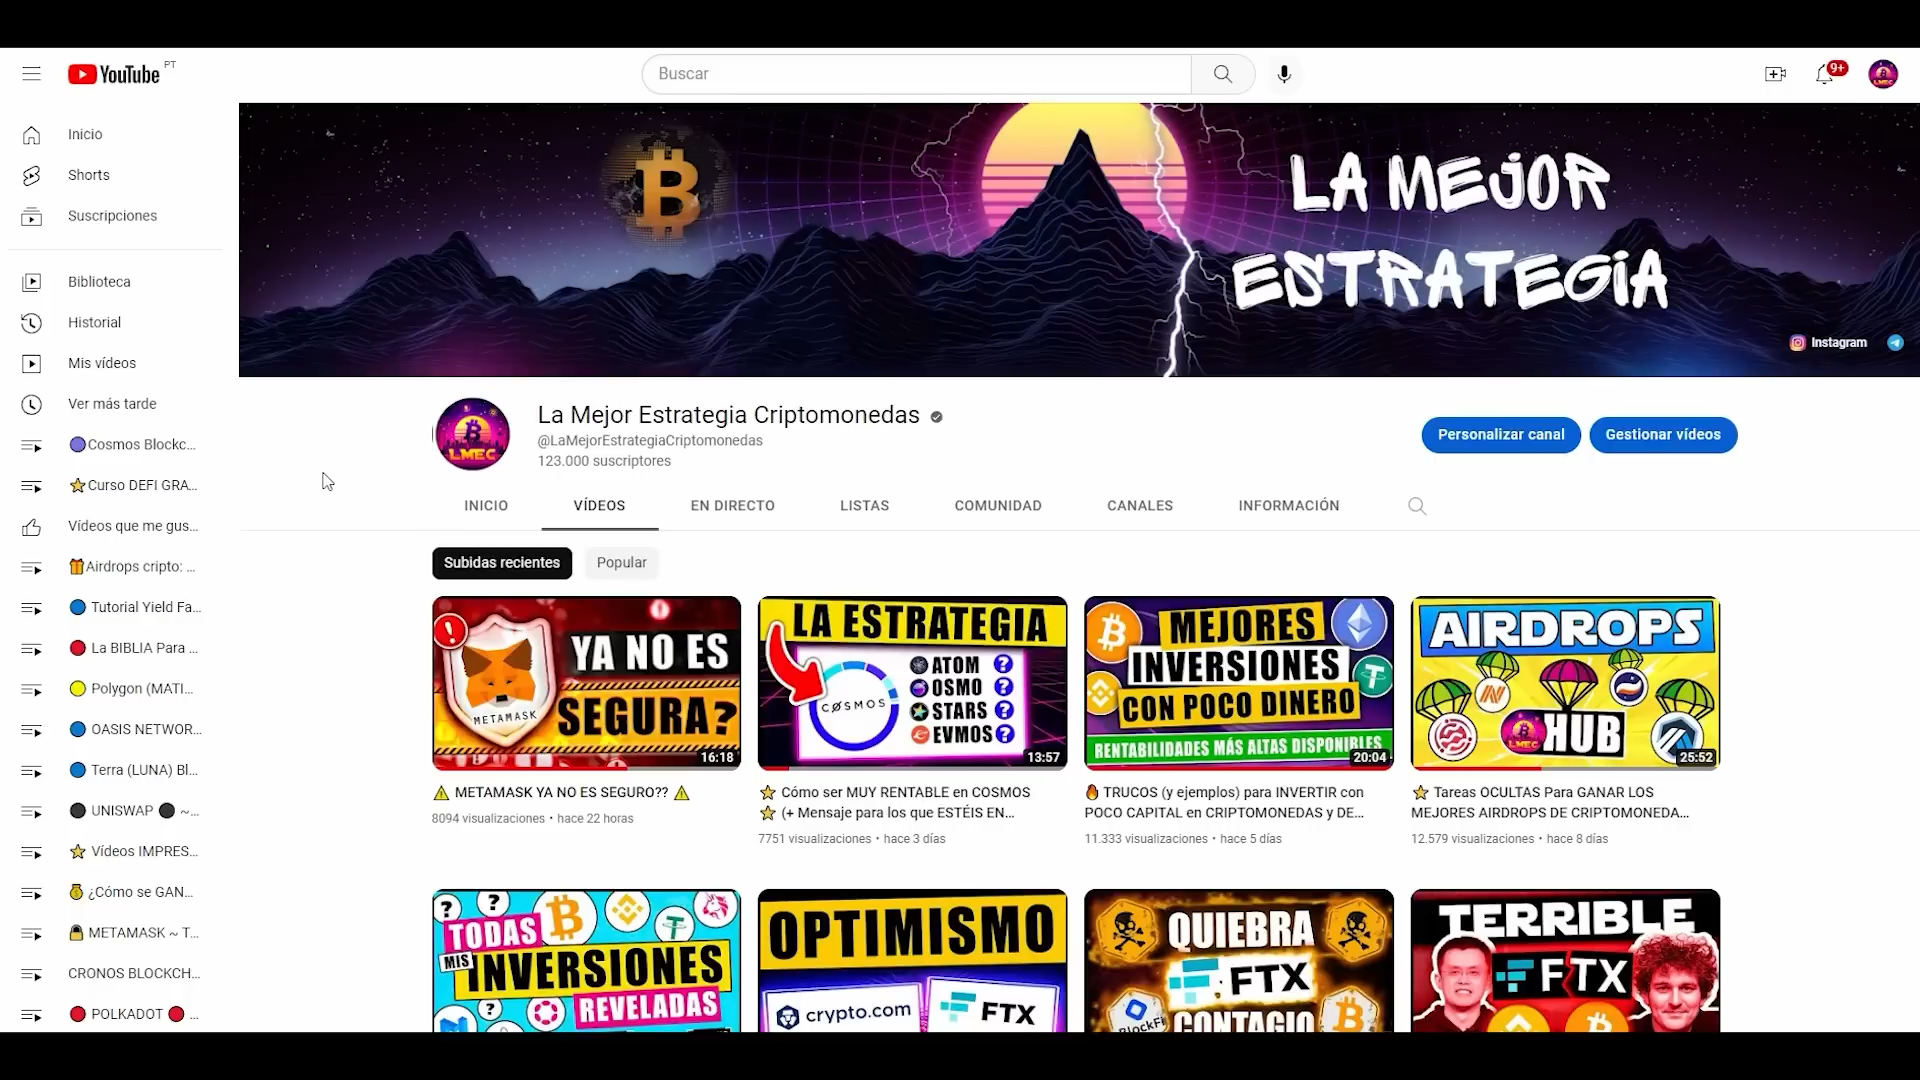 YouTube PT
Buscar
9+
Inicio
Shorts
Suscripciones
Biblioteca
Historial
Mis vídeos
Ver más tarde
Cosmos Blockc...
Curso DEFI GRA...
Vídeos que me gus...
Airdrops cripto: ...
Tutorial Yield Fa...
La BIBLIA Para ...
Polygon (MATI...
OASIS NETWOR...
Terra (LUNA) Bl...
UNISWAP ~...
Vídeos IMPRES...
¿Cómo se GAN...
METAMASK ~ T...
CRONOS BLOCKCH...
POLKADOT ...
LA MEJOR
ESTRATEGIA
Instagram
LMEC
La Mejor Estrategia Criptomonedas
@LaMejorEstrategiaCriptomonedas
123.000 suscriptores
Personalizar canal
Gestionar vídeos
INICIO
VÍDEOS
EN DIRECTO
LISTAS
COMUNIDAD
CANALES
INFORMACIÓN
Subidas recientes
Popular
YA NO ES
SEGURA?
METAMASK
16:18
METAMASK YA NO ES SEGURO??
8094 visualizaciones • hace 22 horas
LA ESTRATEGIA
COSMOS
ATOM ?
OSMO ?
STARS ?
EVMOS ?
13:57
Cómo ser MUY RENTABLE en COSMOS
(+ Mensaje para los que ESTÉIS EN...
7751 visualizaciones • hace 3 días
MEJORES
INVERSIONES
CON POCO DINERO
RENTABILIDADES MÁS ALTAS DISPONIBLES
20:04
TRUCOS (y ejemplos) para INVERTIR con
POCO CAPITAL en CRIPTOMONEDAS y DE...
11.333 visualizaciones • hace 5 días
AIRDROPS
LMEC
HUB
25:52
Tareas OCULTAS Para GANAR LOS
MEJORES AIRDROPS DE CRIPTOMONEDA...
12.579 visualizaciones • hace 8 días
TODAS
MIS
INVERSIONES
REVELADAS
OPTIMISMO
crypto.com
FTX
QUIEBRA
FTX
BlockFi
CONTAGIO
TERRIBLE
FTX